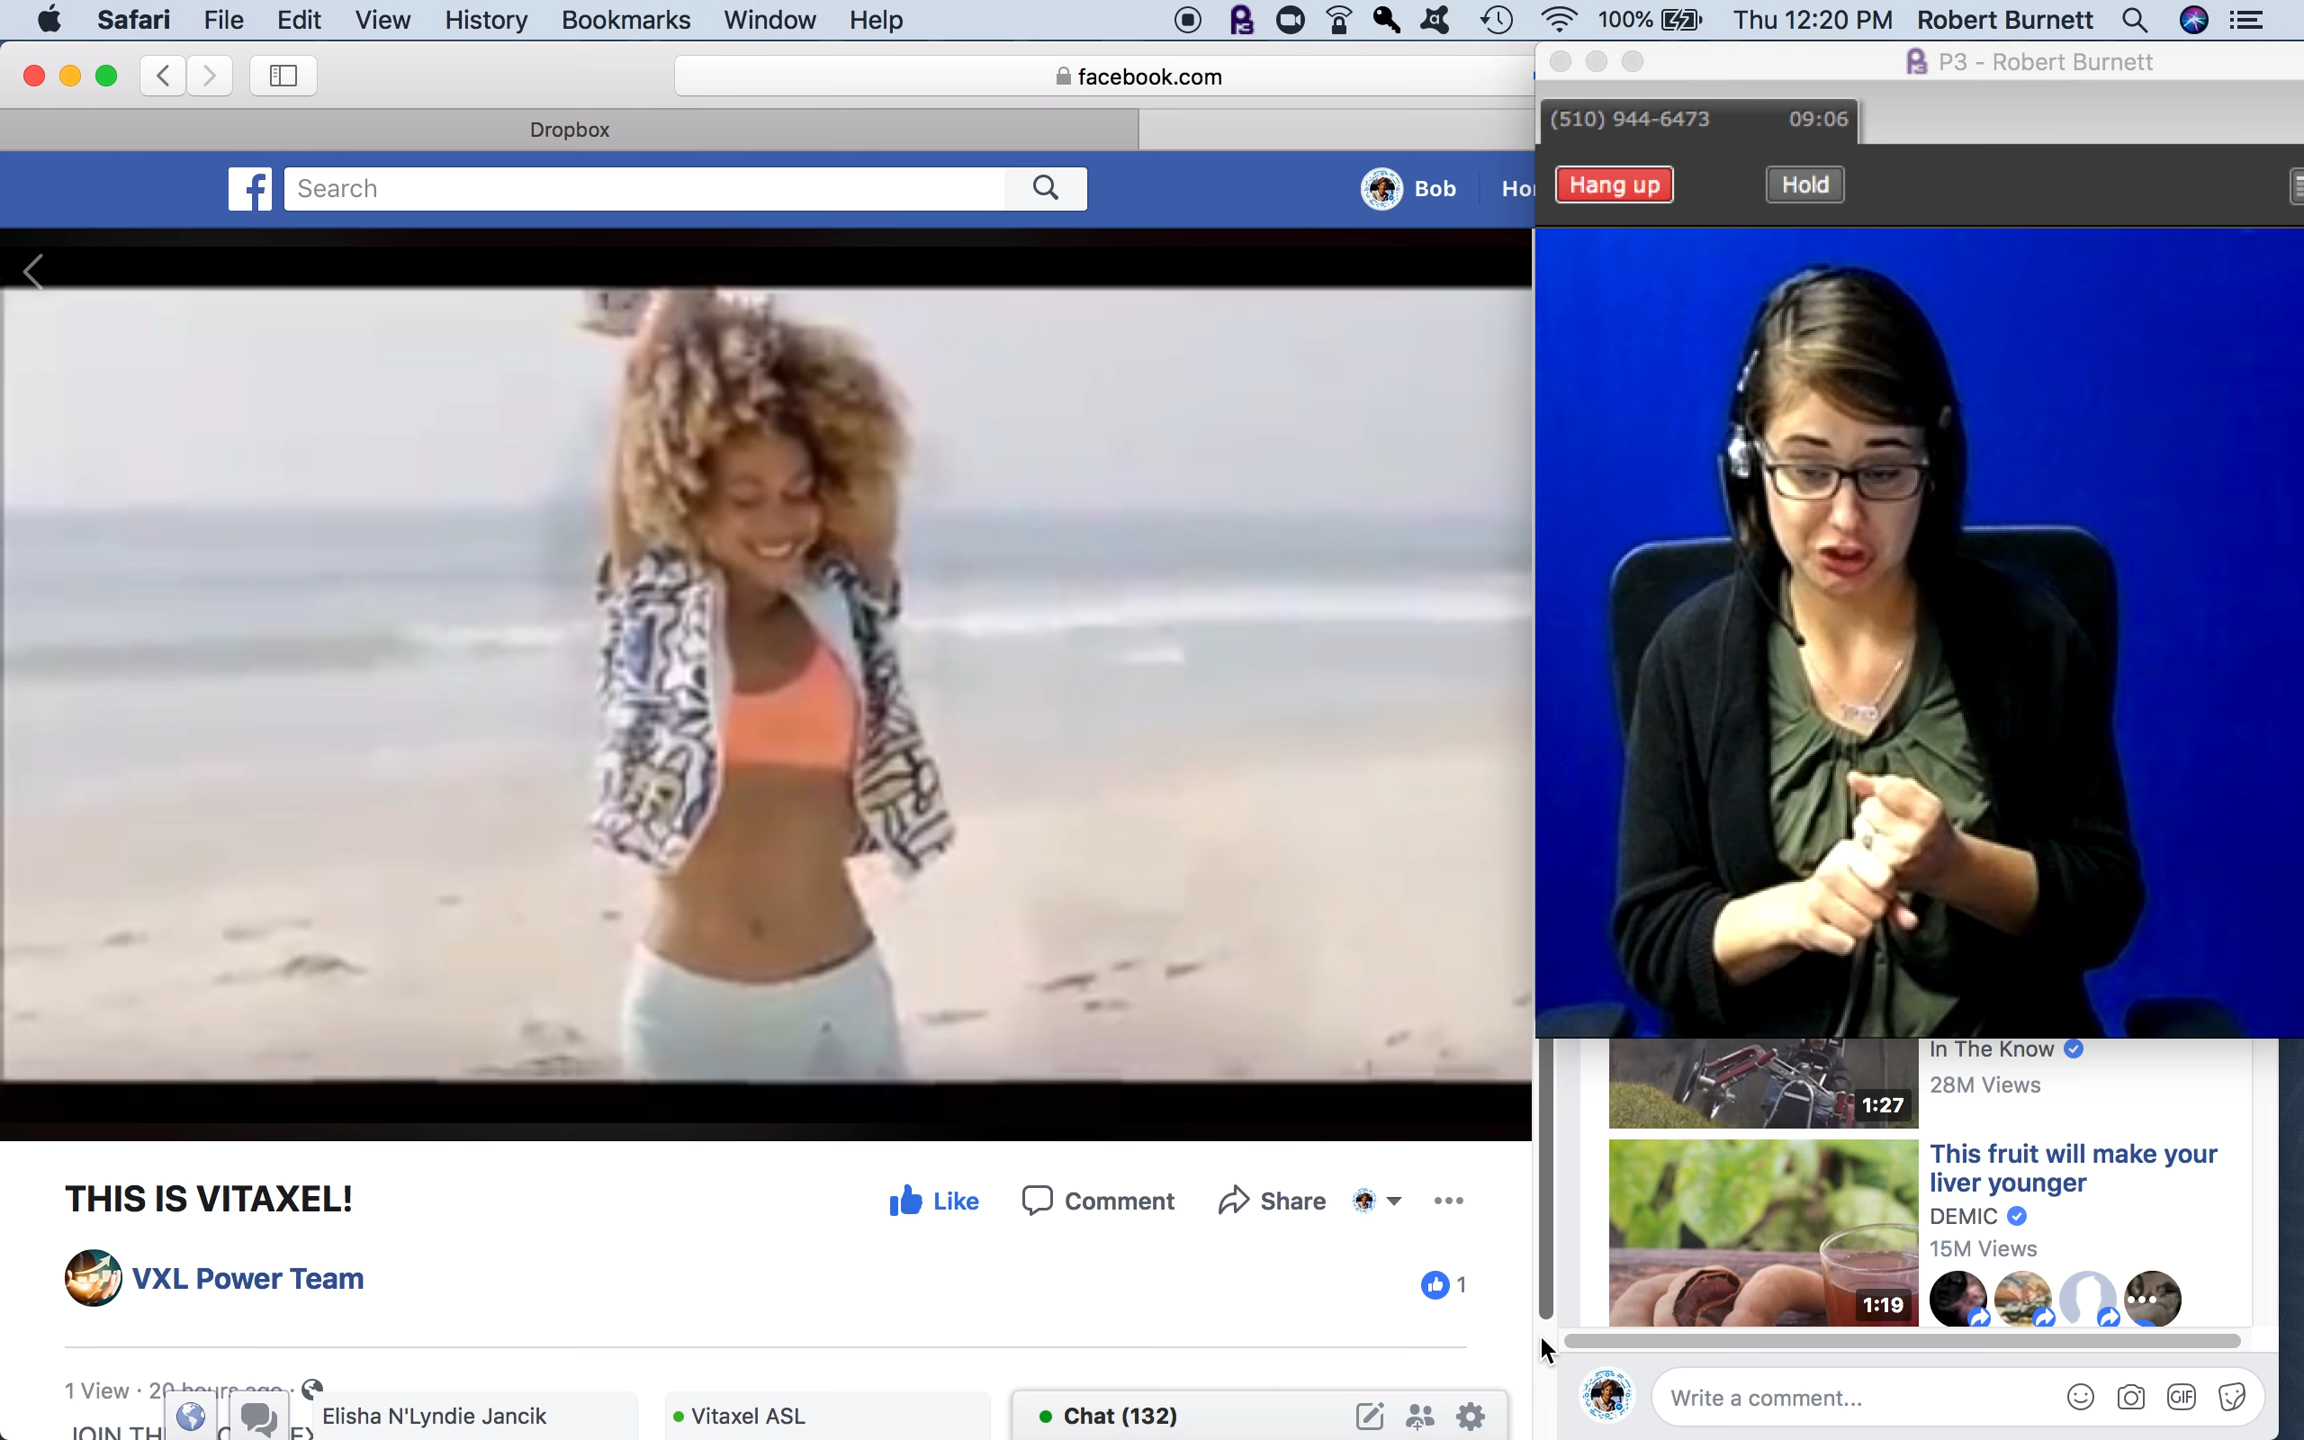 Safari File Edit View History Bookmarks Window Help 100% Thu 12:20 PM Robert Burnett
facebook.com
P3 - Robert Burnett
Dropbox
(510) 944-6473 09:06
Search
Bob
Hang up Hold
THIS IS VITAXEL!
Like Comment Share
VXL Power Team
1
1 View · 20 hours ago ·
JOIN TH
Elisha N'Lyndie Jancik
Vitaxel ASL
Chat (132)
In The Know
28M Views
1:27
This fruit will make your
liver younger
DEMIC
15M Views
1:19
Write a comment...
GIF